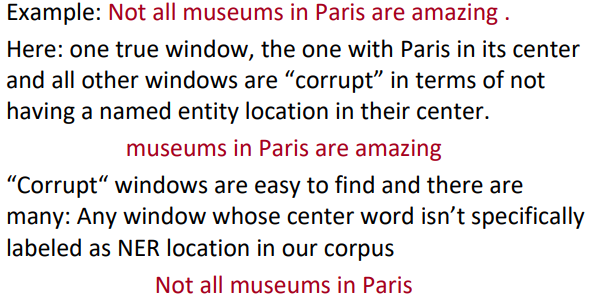 Example: Not all museums in Paris are amazing .
Here: one true window, the one with Paris in its center
and all other windows are “corrupt” in terms of not
having a named entity location in their center.
museums in Paris are amazing
“Corrupt“ windows are easy to find and there are
many: Any window whose center word isn’t specifically
labeled as NER location in our corpus
Not all museums in Paris